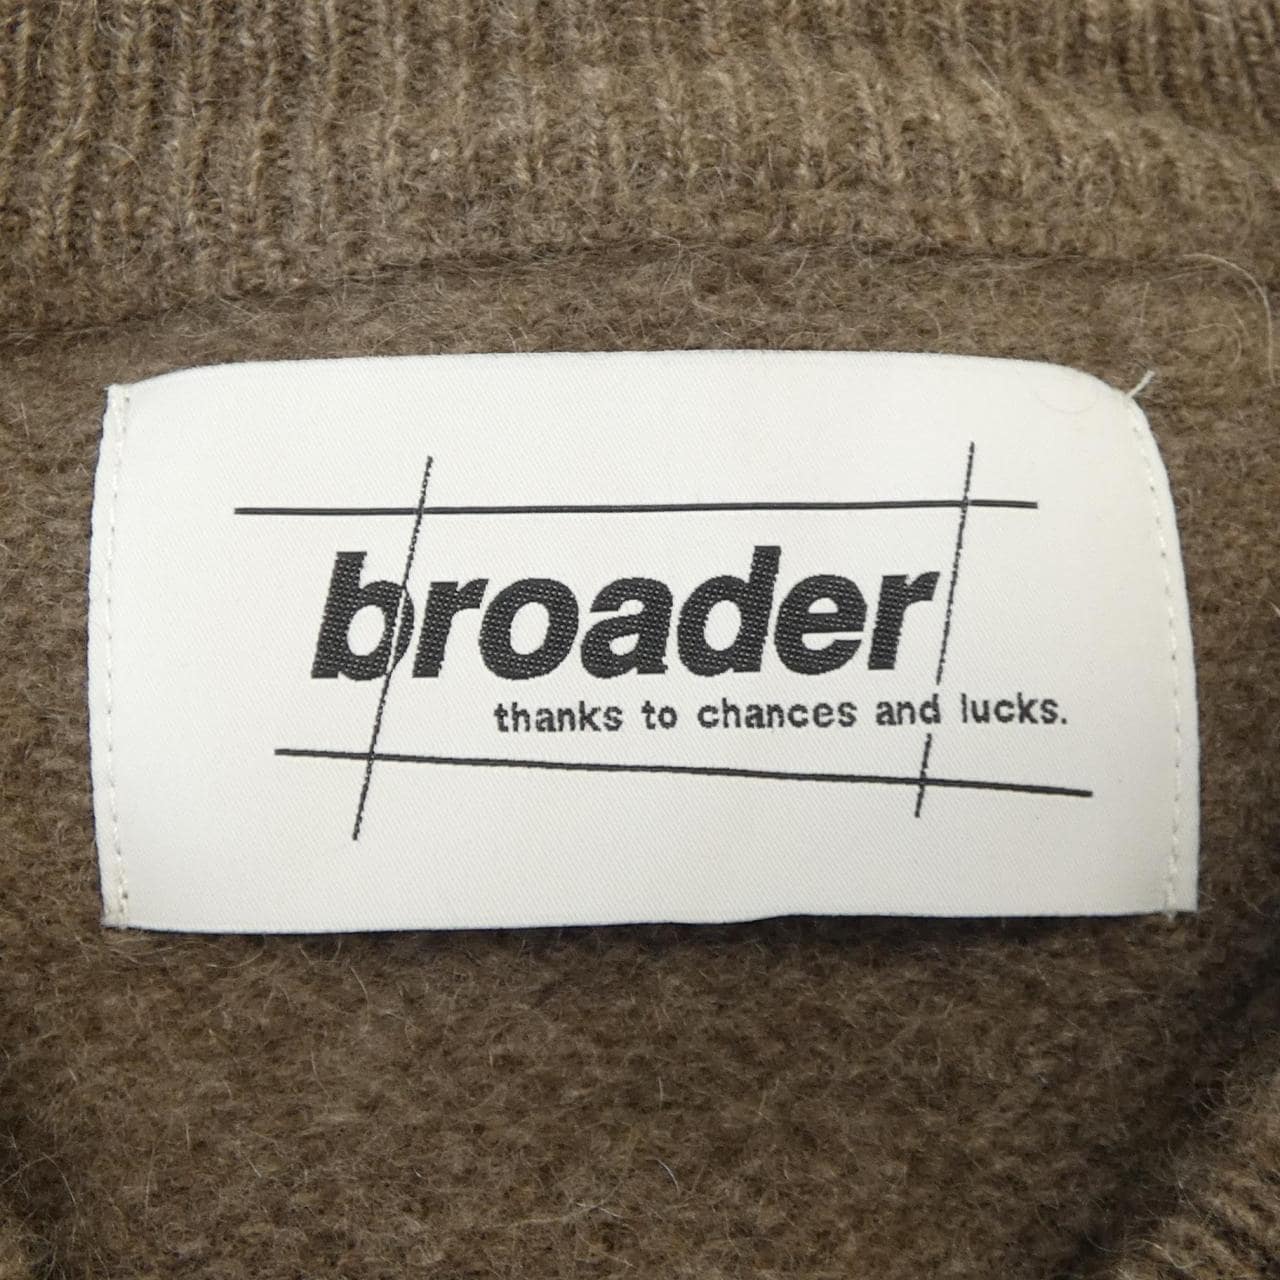 broader
thanks to chances and lucks.